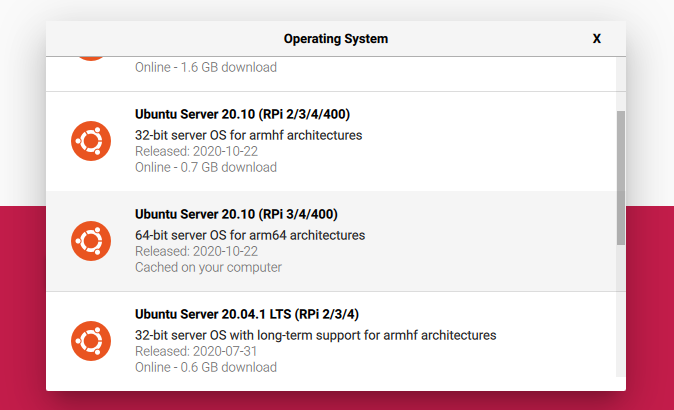 Operating System
X
Online - 1.6 GB download
Ubuntu Server 20.10 (RPi 2/3/4/400)
32-bit server OS for armhf architectures
Released: 2020-10-22
Online - 0.7 GB download
Ubuntu Server 20.10 (RPi 3/4/400)
64-bit server OS for arm64 architectures
Released: 2020-10-22
Cached on your computer
Ubuntu Server 20.04.1 LTS (RPi 2/3/4)
32-bit server OS with long-term support for armhf architectures
Released: 2020-07-31
Online - 0.6 GB download